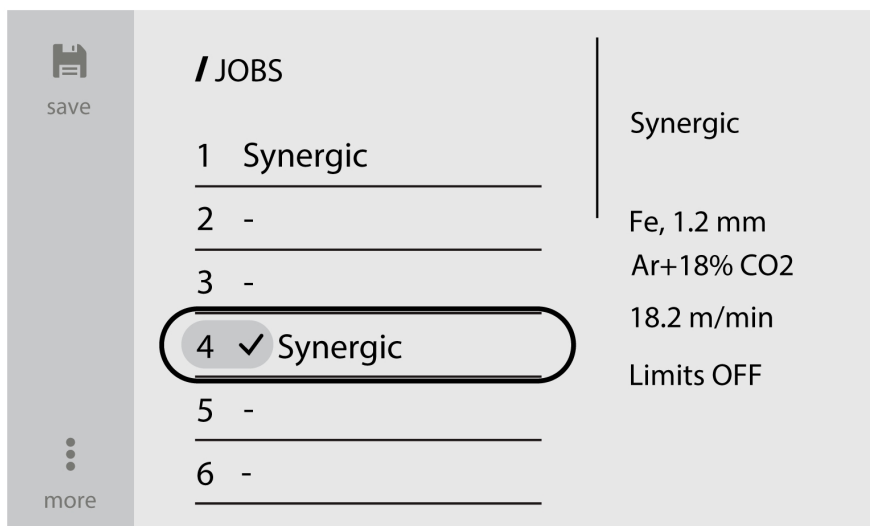 save
/ JOBS
1 Synergic
2 -
3 -
4 ✓ Synergic
5 -
6 -
more
Synergic
Fe, 1.2 mm
Ar+18% CO2
18.2 m/min
Limits OFF